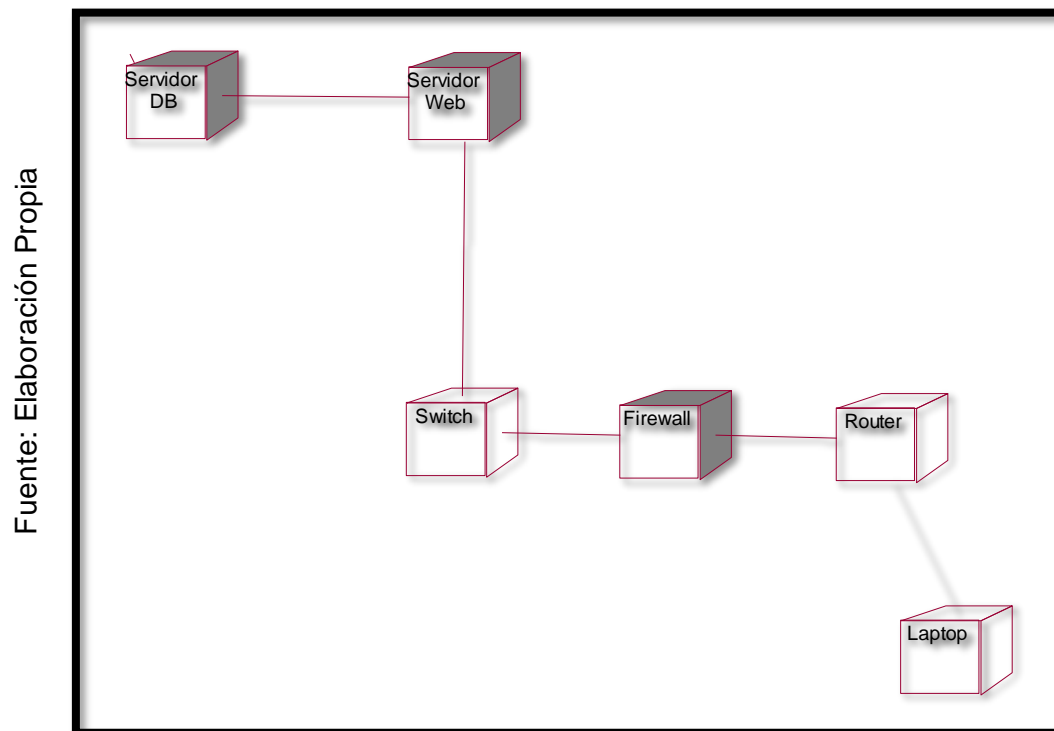 Fuente: Elaboración Propia
Servidor
DB
Servidor
Web
Switch
Firewall
Router
Laptop